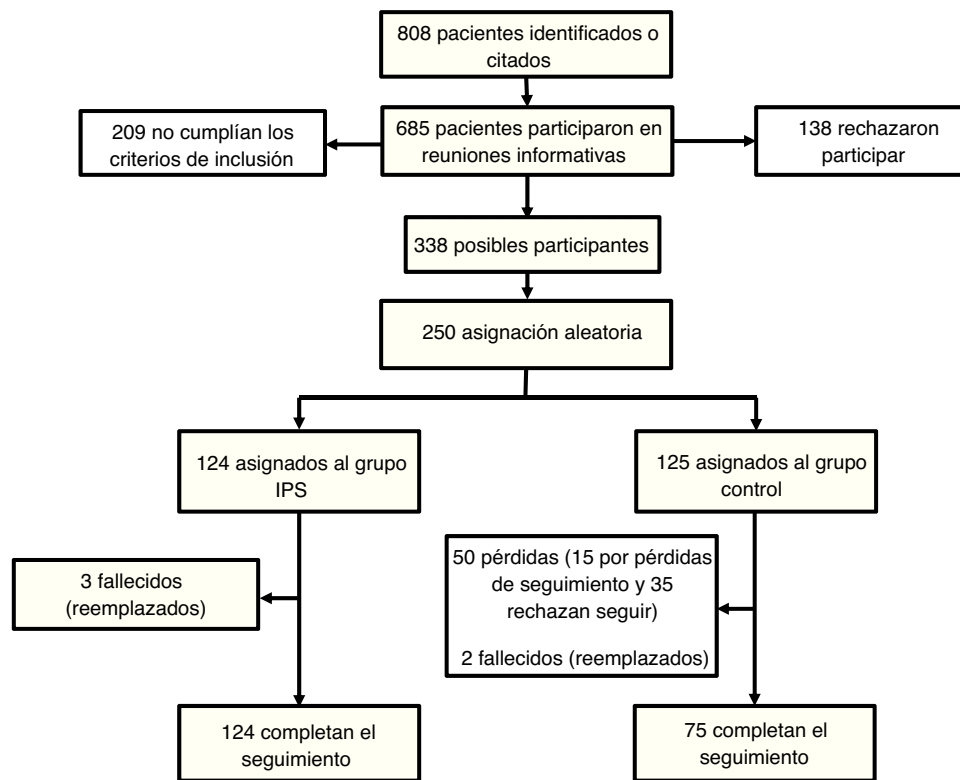 808 pacientes identificados o
citados
209 no cumplían los
criterios de inclusión
685 pacientes participaron en
reuniones informativas
138 rechazaron
participar
338 posibles participantes
250 asignación aleatoria
124 asignados al grupo
IPS
125 asignados al grupo
control
3 fallecidos
(reemplazados)
50 pérdidas (15 por pérdidas
de seguimiento y 35
rechazan seguir)
2 fallecidos (reemplazados)
124 completan el
seguimiento
75 completan el
seguimiento